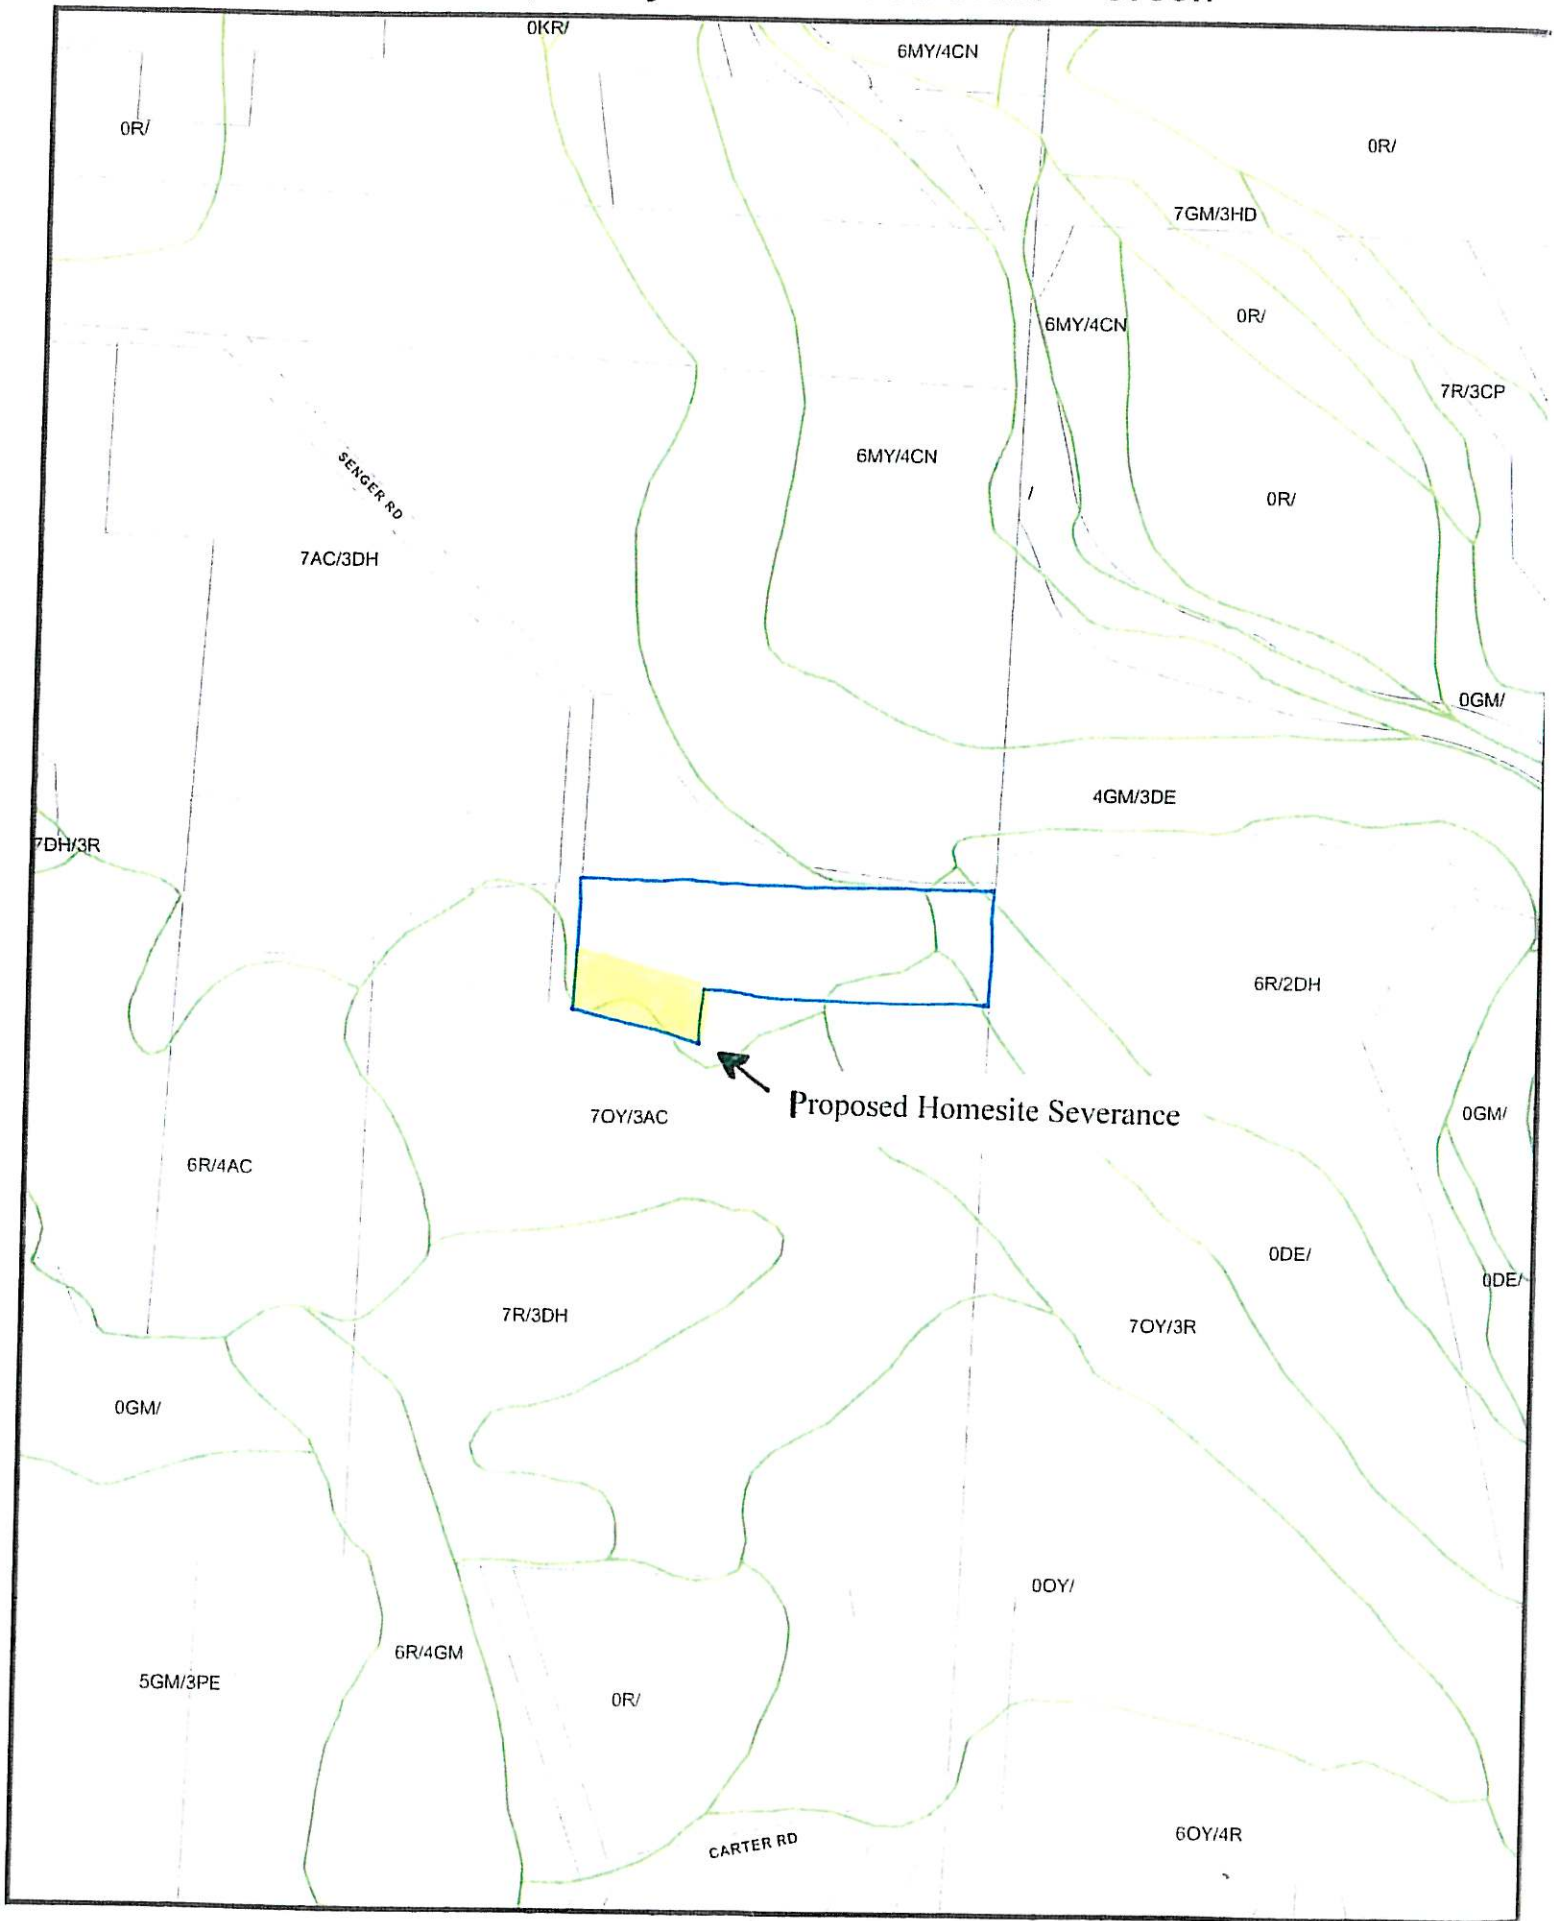 0KR/
6MY/4CN
0R/
0R/
7GM/3HD
6MY/4CN
0R/
7R/3CP
6MY/4CN
SENGER RD
/
0R/
7AC/3DH
0GM/
4GM/3DE
7DH/3R
6R/2DH
Proposed Homesite Severance
7OY/3AC
0GM/
6R/4AC
0DE/
0DE/
7R/3DH
7OY/3R
0GM/
0OY/
6R/4GM
5GM/3PE
0R/
CARTER RD
6OY/4R